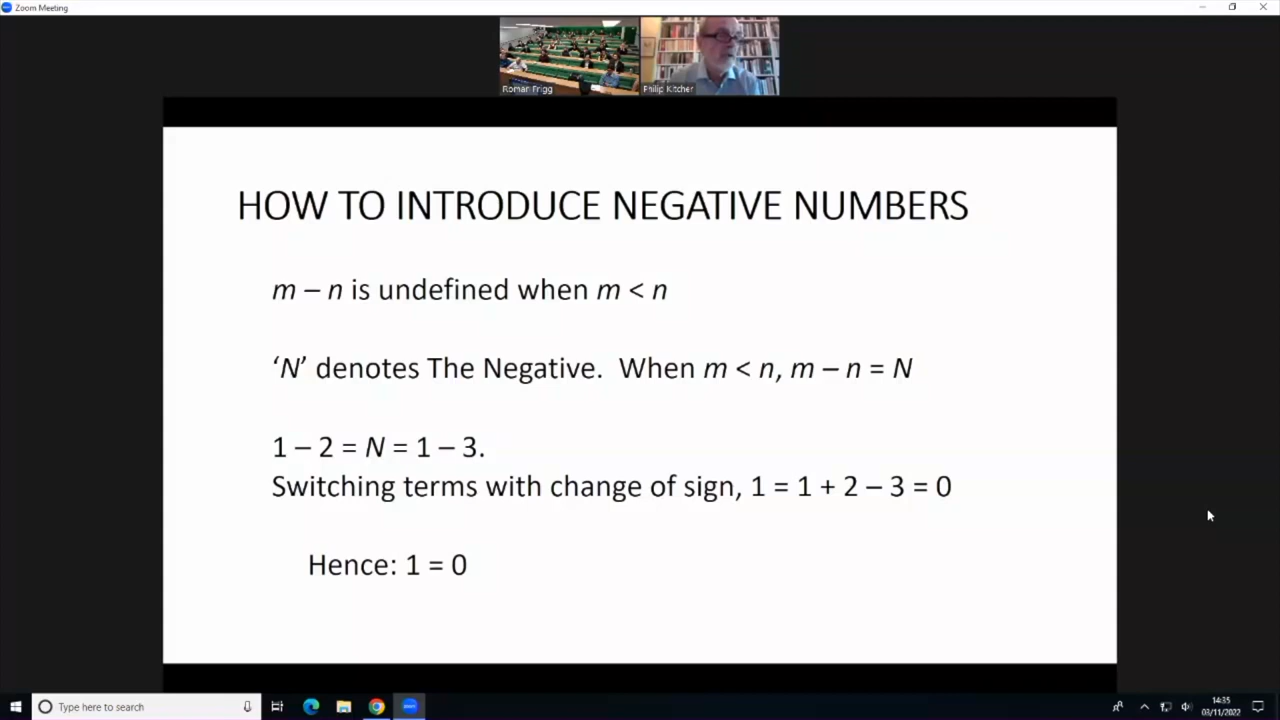 Zoom Meeting
Roman Frigg
Philip Kitcher
HOW TO INTRODUCE NEGATIVE NUMBERS
m – n is undefined when m < n
‘N’ denotes The Negative. When m < n, m – n = N
1 – 2 = N = 1 – 3.
Switching terms with change of sign, 1 = 1 + 2 – 3 = 0
Hence: 1 = 0
Type here to search
14:35
03/11/2022